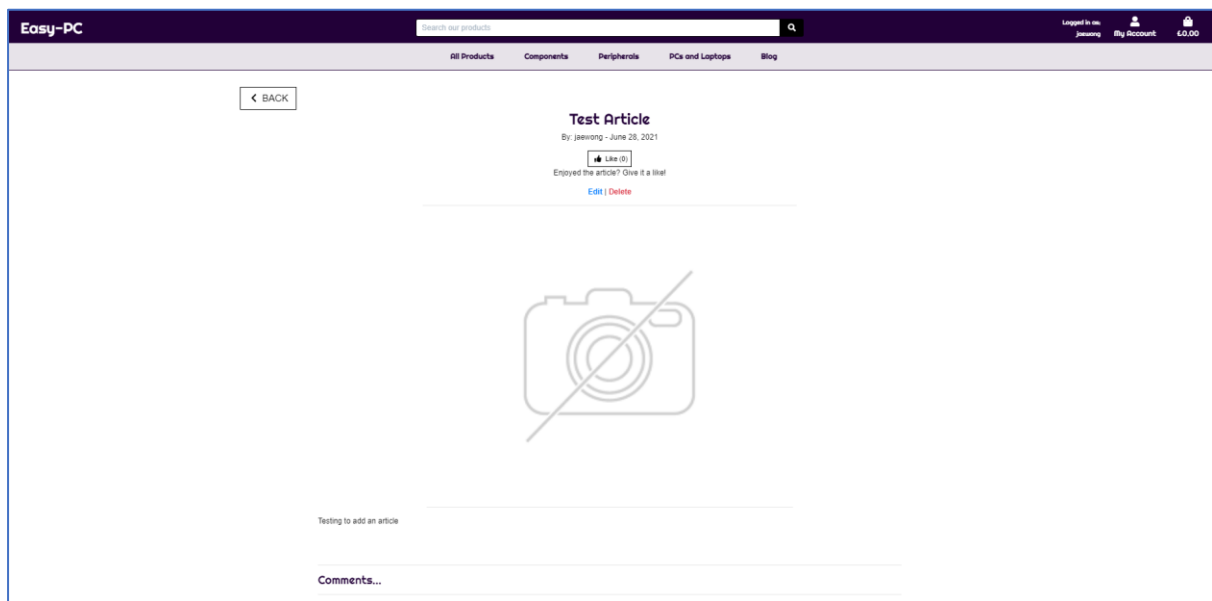 Easy-PC
Search our products
Logged in as:
jaewong
My Account
£0.00
All Products
Components
Peripherals
PCs and Laptops
Blog
BACK
Test Article
By: jaewong - June 28, 2021
Like (0)
Enjoyed the article? Give it a like!
Edit | Delete
Testing to add an article
Comments...